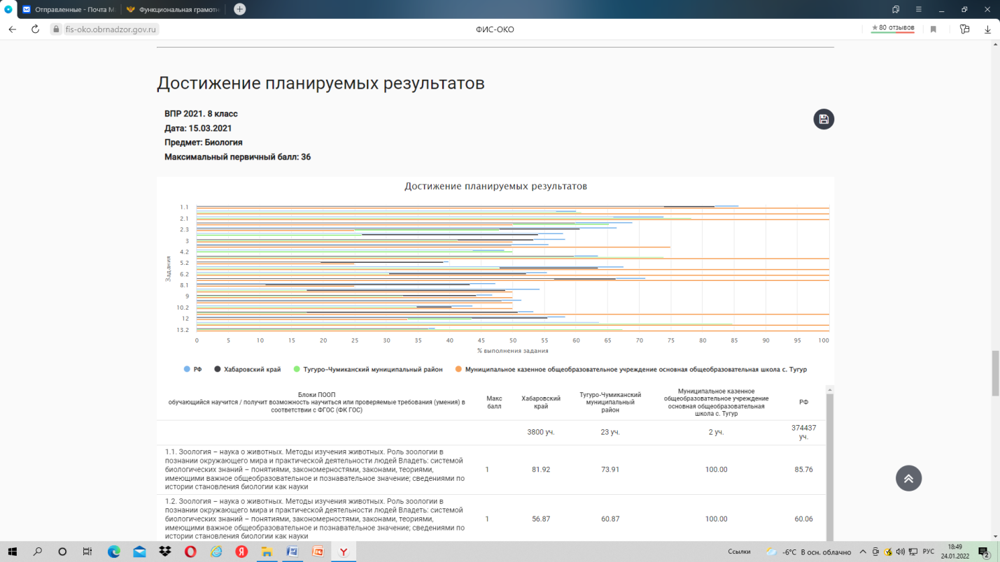 Отправленные - Почта М
Функциональная грамотн
fis-oko.obrnadzor.gov.ru
ФИС-ОКО
★ 80 отзывов
Достижение планируемых результатов
ВПР 2021. 8 класс
Дата: 15.03.2021
Предмет: Биология
Максимальный первичный балл: 36
Достижение планируемых результатов
Задания
1.1
2.1
2.3
3
4.2
5.2
6.2
8.1
9
10.2
12
13.2
0 5 10 15 20 25 30 35 40 45 50 55 60 65 70 75 80 85 90 95 100
% выполнения задания
РФ Хабаровский край Тугуро-Чумиканский муниципальный район Муниципальное казенное общеобразовательное учреждение основная общеобразовательная школа с. Тугур
Блоки ПООП
обучающийся научится / получит возможность научиться или проверяемые требования (умения) в
соответствии с ФГОС (ФК ГОС)
Макс
балл
Хабаровский
край
Тугуро-Чумиканский
муниципальный
район
Муниципальное казенное
общеобразовательное учреждение
основная общеобразовательная
школа с. Тугур
РФ
3800 уч. 23 уч. 2 уч. 374437
уч.
1.1. Зоология – наука о животных. Методы изучения животных. Роль зоологии в
познании окружающего мира и практической деятельности людей Владеть: системой
биологических знаний – понятиями, закономерностями, законами, теориями,
имеющими важное общеобразовательное и познавательное значение; сведениями по
истории становления биологии как науки
1 81.92 73.91 100.00 85.76
1.2. Зоология – наука о животных. Методы изучения животных. Роль зоологии в
познании окружающего мира и практической деятельности людей Владеть: системой
биологических знаний – понятиями, закономерностями, законами, теориями,
имеющими важное общеобразовательное и познавательное значение; сведениями по
истории становления биологии как науки
1 56.87 60.87 100.00 60.06
Ссылки
-6°C В осн. облачно
РУС
18:49
24.01.2022
2